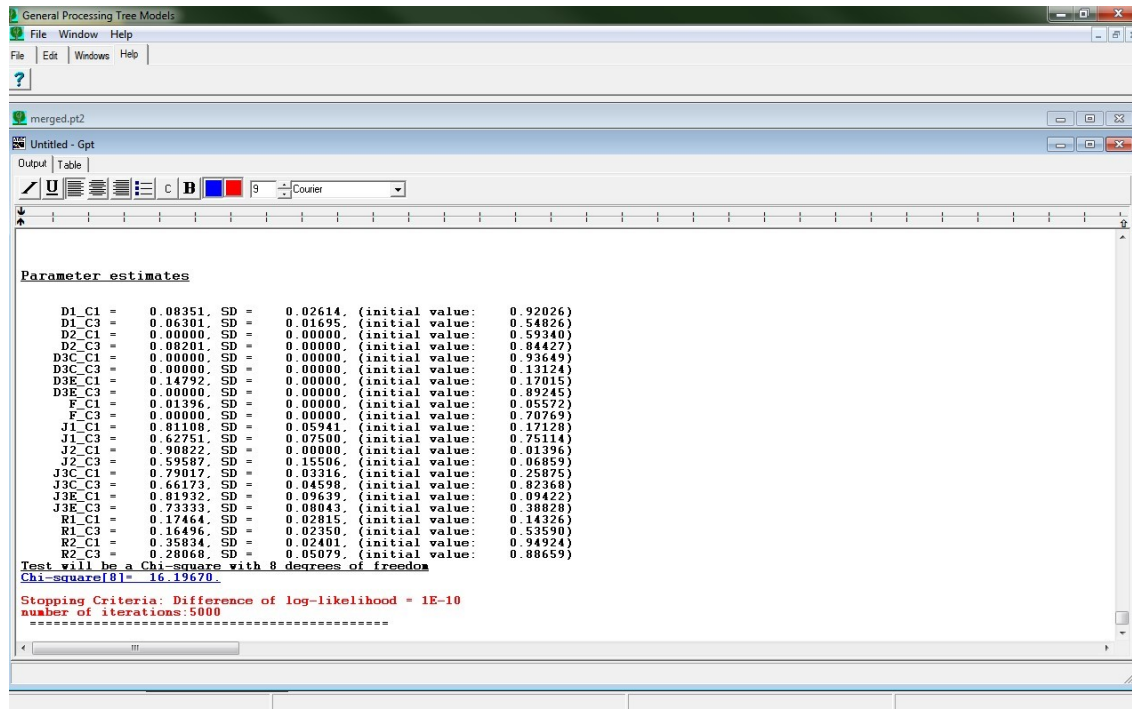 General Processing Tree Models
File Window Help
File Edit Windows Help
?
merged.pt2
Untitled - Gpt
Output Table
I U C B 9 Courier
Parameter estimates
D1_C1 = 0.08351, SD = 0.02614, (initial value: 0.92026)
D1_C3 = 0.06301, SD = 0.01695, (initial value: 0.54826)
D2_C1 = 0.00000, SD = 0.00000, (initial value: 0.59340)
D2_C3 = 0.08201, SD = 0.00000, (initial value: 0.84427)
D3C_C1 = 0.00000, SD = 0.00000, (initial value: 0.93649)
D3C_C3 = 0.00000, SD = 0.00000, (initial value: 0.13124)
D3E_C1 = 0.14792, SD = 0.00000, (initial value: 0.17015)
D3E_C3 = 0.00000, SD = 0.00000, (initial value: 0.89245)
F_C1 = 0.01396, SD = 0.00000, (initial value: 0.05572)
F_C3 = 0.00000, SD = 0.00000, (initial value: 0.70769)
J1_C1 = 0.81108, SD = 0.05941, (initial value: 0.17128)
J1_C3 = 0.62751, SD = 0.07500, (initial value: 0.75114)
J2_C1 = 0.90822, SD = 0.00000, (initial value: 0.01396)
J2_C3 = 0.59587, SD = 0.15506, (initial value: 0.06859)
J3C_C1 = 0.79017, SD = 0.03316, (initial value: 0.25875)
J3C_C3 = 0.66173, SD = 0.04598, (initial value: 0.82368)
J3E_C1 = 0.81932, SD = 0.09639, (initial value: 0.09422)
J3E_C3 = 0.73333, SD = 0.08043, (initial value: 0.38828)
R1_C1 = 0.17464, SD = 0.02815, (initial value: 0.14326)
R1_C3 = 0.16496, SD = 0.02350, (initial value: 0.53590)
R2_C1 = 0.35834, SD = 0.02401, (initial value: 0.94924)
R2_C3 = 0.28068, SD = 0.05079, (initial value: 0.88659)
Test will be a Chi-square with 8 degrees of freedom
Chi-square[8]= 16.19670.
Stopping Criteria: Difference of log-likelihood = 1E-10
number of iterations:5000
=============================================